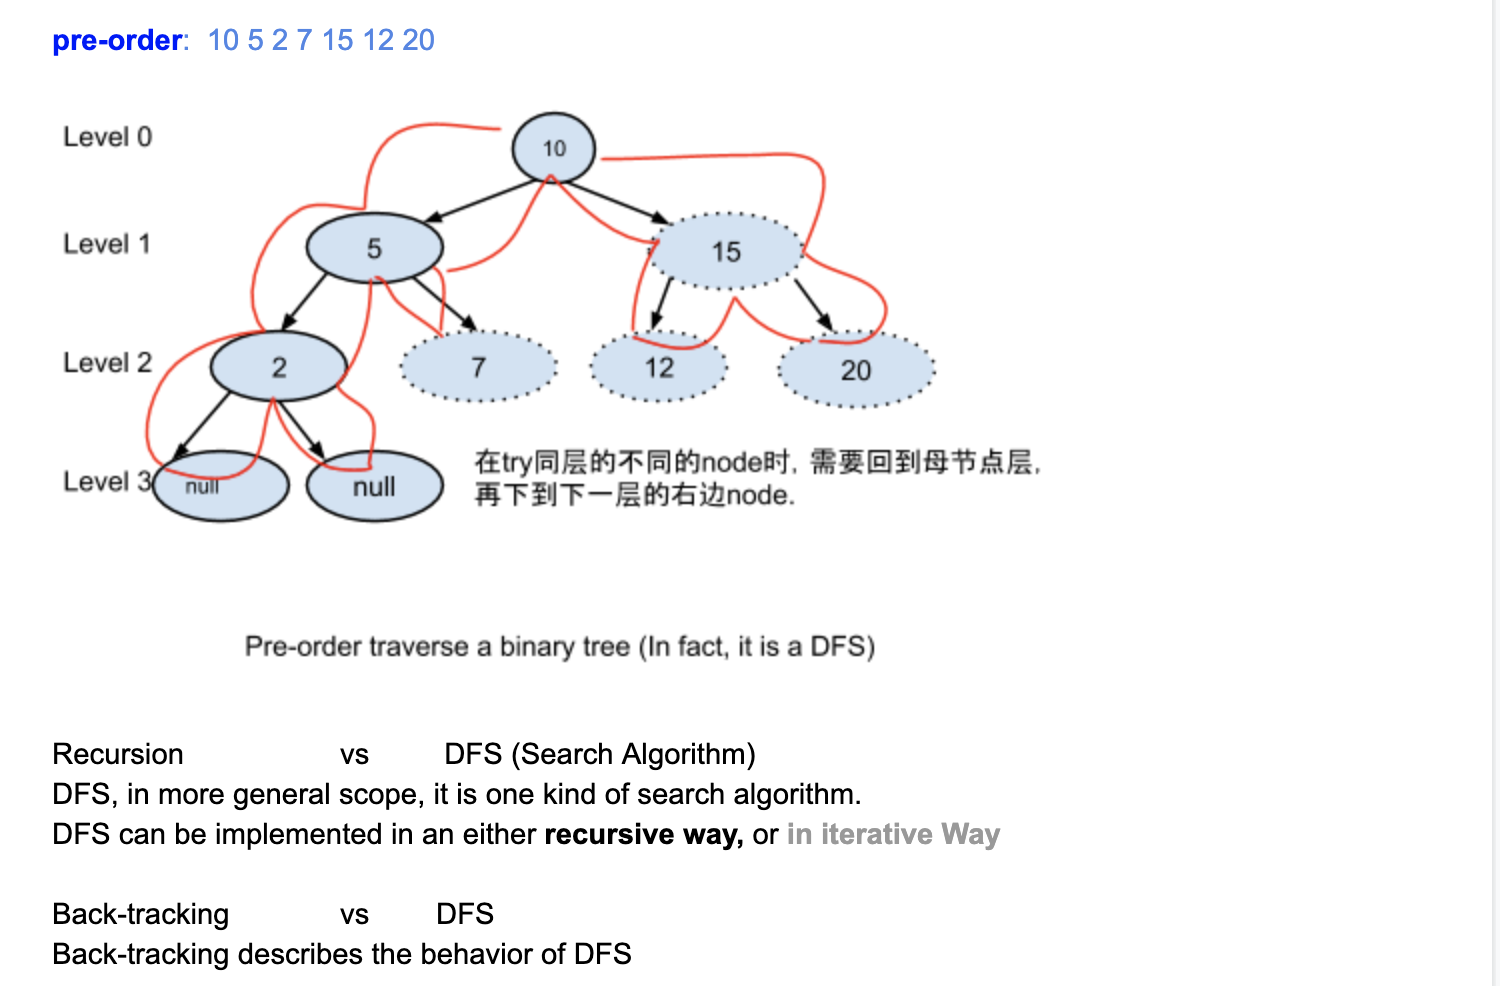 pre-order: 10 5 2 7 15 12 20
Level 0
10
Level 1
5
15
Level 2
2
7
12
20
Level 3
null
null
在try同层的不同的node时, 需要回到母节点层,
再下到下一层的右边node.
Pre-order traverse a binary tree (In fact, it is a DFS)
Recursion vs DFS (Search Algorithm)
DFS, in more general scope, it is one kind of search algorithm.
DFS can be implemented in an either recursive way, or in iterative Way
Back-tracking vs DFS
Back-tracking describes the behavior of DFS